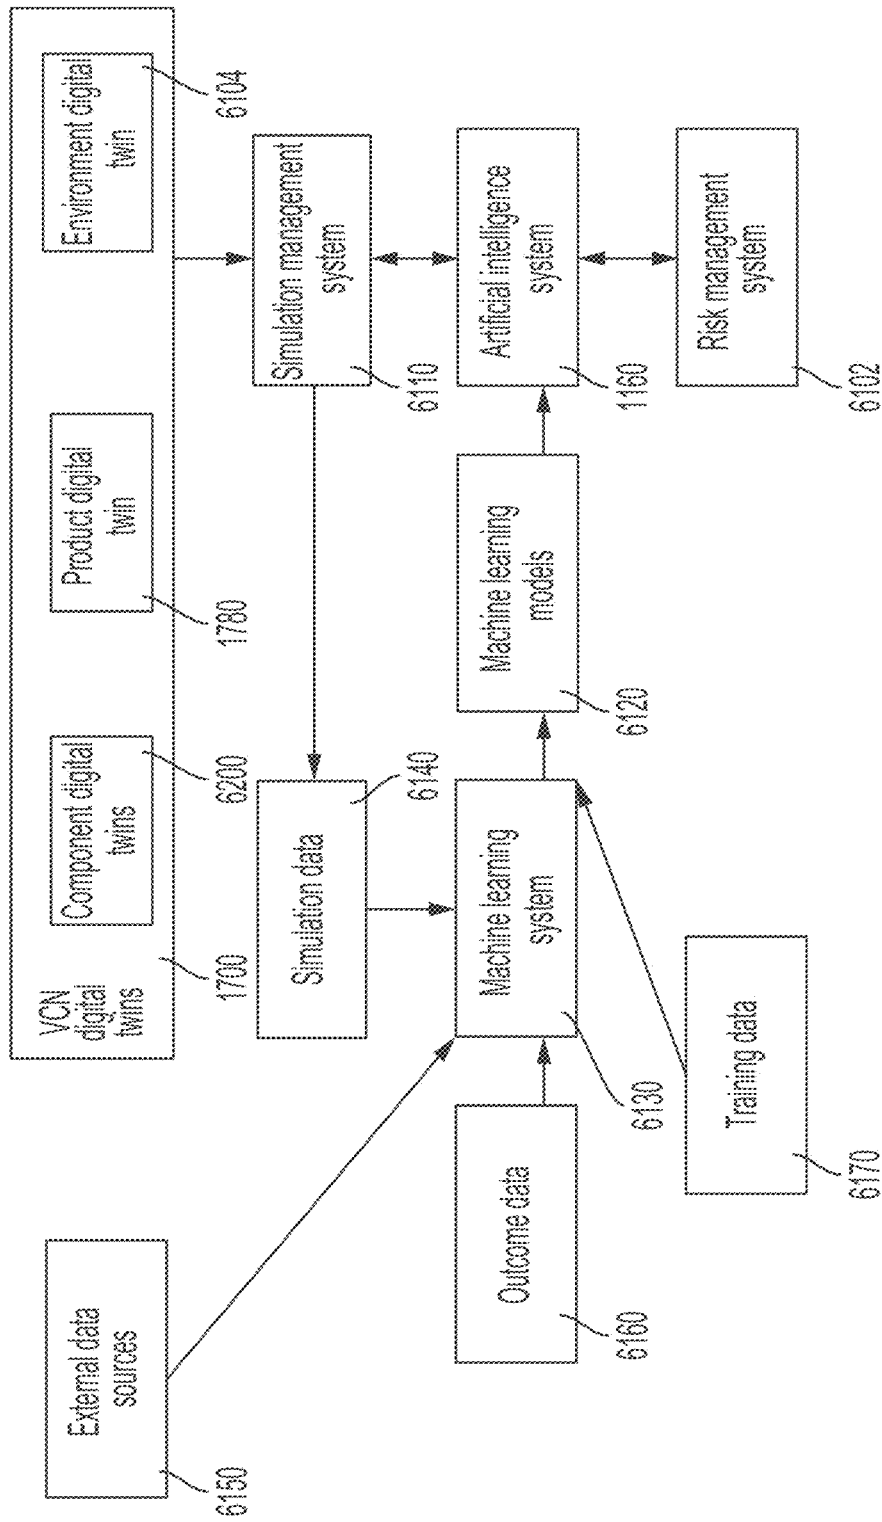 VCN
digital
twins
1700
Component digital
twins
6200
Product digital
twin
1780
Environment digital
twin
6104
External data
sources
6150
Simulation data
6140
Simulation management
system
6110
Outcome data
6160
Machine learning
system
6130
Machine learning
models
6120
Artificial intelligence
system
1160
Training data
6170
Risk management
system
6102